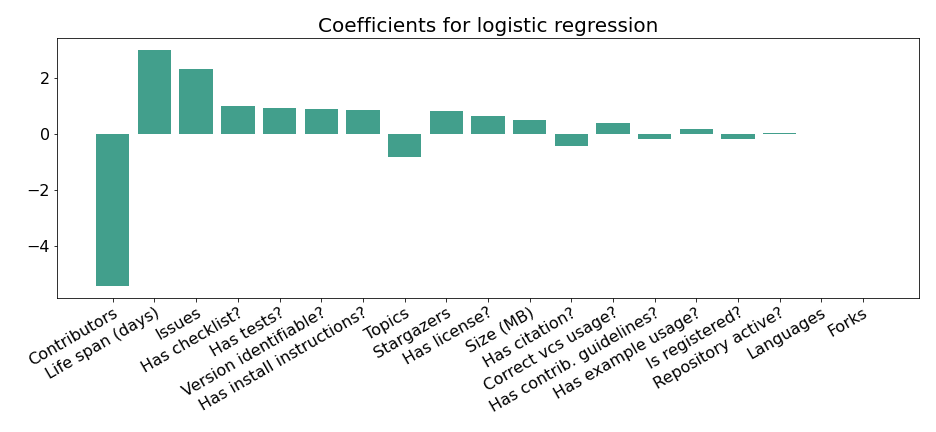 Coefficients for logistic regression
2
0
−2
−4
Contributors
Life span (days)
Issues
Has checklist?
Has tests?
Version identifiable?
Has install instructions?
Topics
Stargazers
Has license?
Size (MB)
Has citation?
Correct vcs usage?
Has contrib. guidelines?
Has example usage?
Is registered?
Repository active?
Languages
Forks